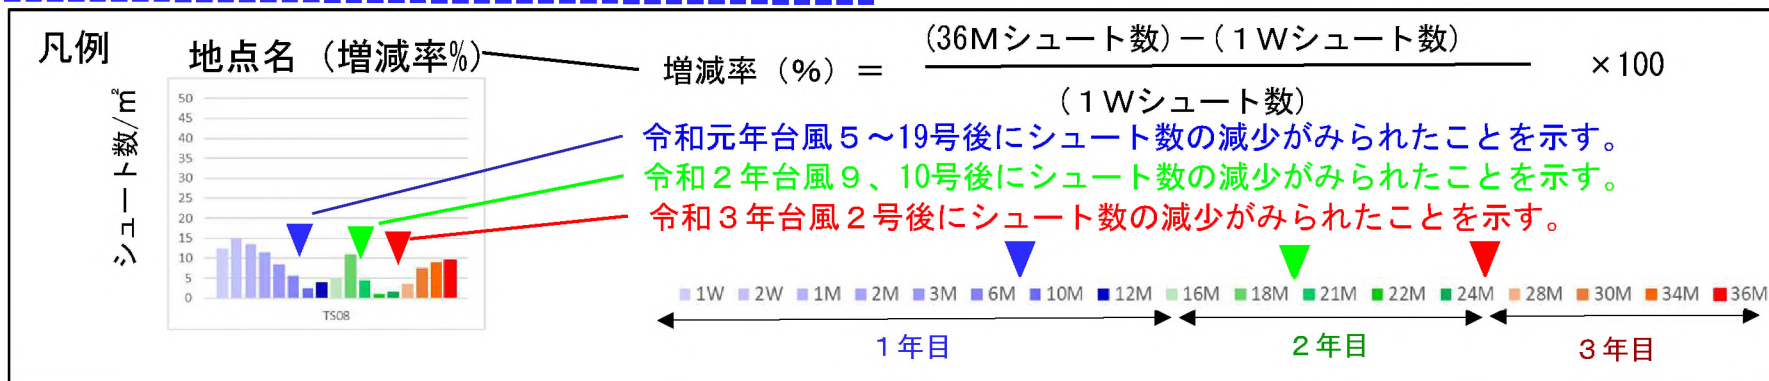 凡例
地点名（増減率%）
増減率（%）＝
(36Mシュート数)－(１Wシュート数)
(１Wシュート数)
×100
シュート数/㎡
50
45
40
35
30
25
20
15
10
5
0
TS08
令和元年台風５～19号後にシュート数の減少がみられたことを示す。
令和２年台風９、10号後にシュート数の減少がみられたことを示す。
令和３年台風２号後にシュート数の減少がみられたことを示す。
1W 2W 1M 2M 3M 6M 10M 12M 16M 18M 21M 22M 24M 28M 30M 34M 36M
１年目 ２年目 ３年目